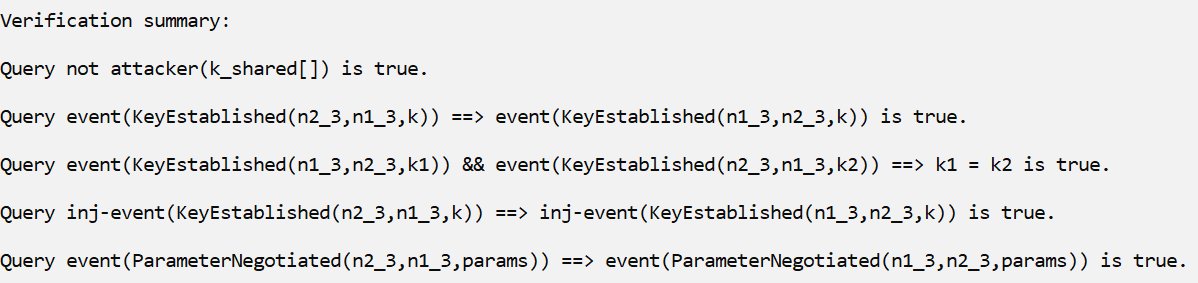 Verification summary:
Query not attacker(k_shared[]) is true.
Query event(KeyEstablished(n2_3,n1_3,k)) ==> event(KeyEstablished(n1_3,n2_3,k)) is true.
Query event(KeyEstablished(n1_3,n2_3,k1)) && event(KeyEstablished(n2_3,n1_3,k2)) ==> k1 = k2 is true.
Query inj-event(KeyEstablished(n2_3,n1_3,k)) ==> inj-event(KeyEstablished(n1_3,n2_3,k)) is true.
Query event(ParameterNegotiated(n2_3,n1_3,params)) ==> event(ParameterNegotiated(n1_3,n2_3,params)) is true.